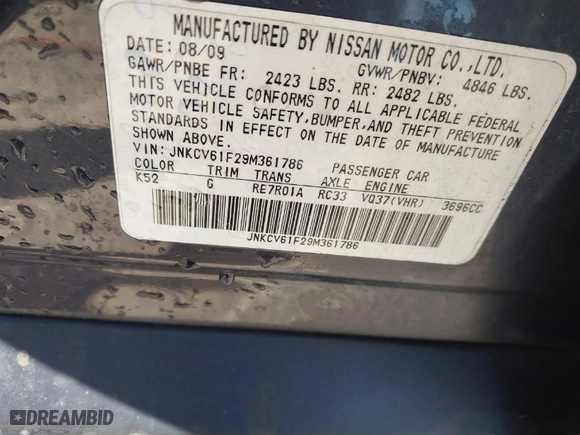 MANUFACTURED BY NISSAN MOTOR CO.,LTD.
DATE: 08/09 GVWR/PNBV: 4846 LBS.
GAWR/PNBE FR: 2423 LBS. RR: 2482 LBS.
THIS VEHICLE CONFORMS TO ALL APPLICABLE FEDERAL
MOTOR VEHICLE SAFETY,BUMPER,AND THEFT PREVENTION
STANDARDS IN EFFECT ON THE DATE OF MANUFACTURE
SHOWN ABOVE.
VIN: JNKCV61F29M361786 PASSENGER CAR
COLOR TRIM TRANS AXLE ENGINE
K52 G RE7R01A RC33 VQ37(VHR) 3696CC
JNKCV61F29M361786
DREAMBID